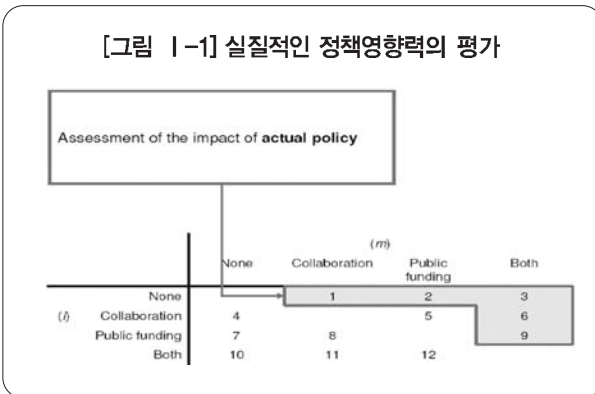 [그림 Ⅰ-1] 실질적인 정책영향력의 평가
Assessment of the impact of actual policy
(m)
None Collaboration Public funding Both
None 1 2 3
(l) Collaboration 4 5 6
Public funding 7 8 9
Both 10 11 12